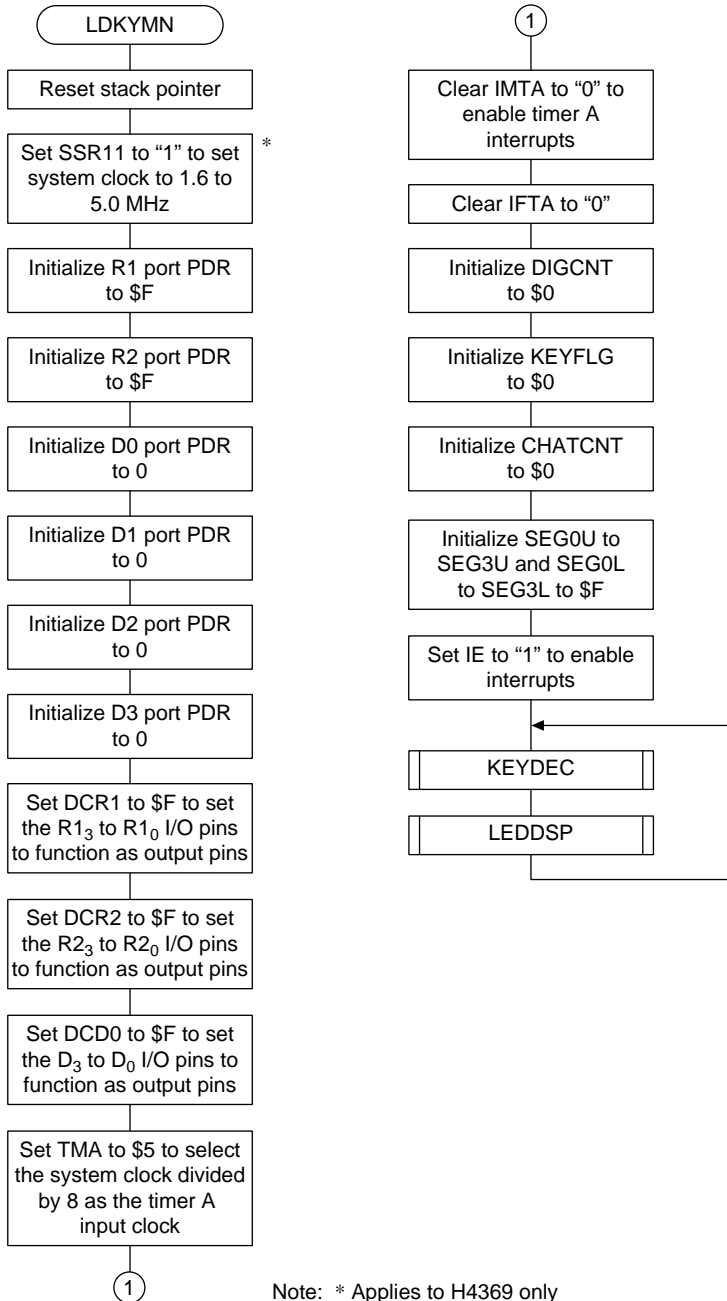 LDKYMN
Reset stack pointer
Set SSR11 to “1” to set
system clock to 1.6 to
5.0 MHz
*
Initialize R1 port PDR
to $F
Initialize R2 port PDR
to $F
Initialize D0 port PDR
to 0
Initialize D1 port PDR
to 0
Initialize D2 port PDR
to 0
Initialize D3 port PDR
to 0
Set DCR1 to $F to set
the R1₃ to R1₀ I/O pins
to function as output pins
Set DCR2 to $F to set
the R2₃ to R2₀ I/O pins
to function as output pins
Set DCD0 to $F to set
the D₃ to D₀ I/O pins to
function as output pins
Set TMA to $5 to select
the system clock divided
by 8 as the timer A
input clock
1
1
Clear IMTA to “0” to
enable timer A
interrupts
Clear IFTA to “0”
Initialize DIGCNT
to $0
Initialize KEYFLG
to $0
Initialize CHATCNT
to $0
Initialize SEG0U to
SEG3U and SEG0L
to SEG3L to $F
Set IE to “1” to enable
interrupts
KEYDEC
LEDDSP
Note: * Applies to H4369 only